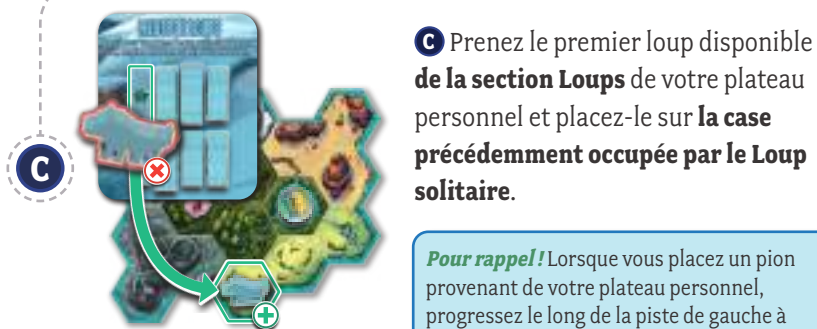 C
C Prenez le premier loup disponible
de la section Loups de votre plateau
personnel et placez-le sur la case
précédemment occupée par le Loup
solitaire.
Pour rappel ! Lorsque vous placez un pion
provenant de votre plateau personnel,
progressez le long de la piste de gauche à